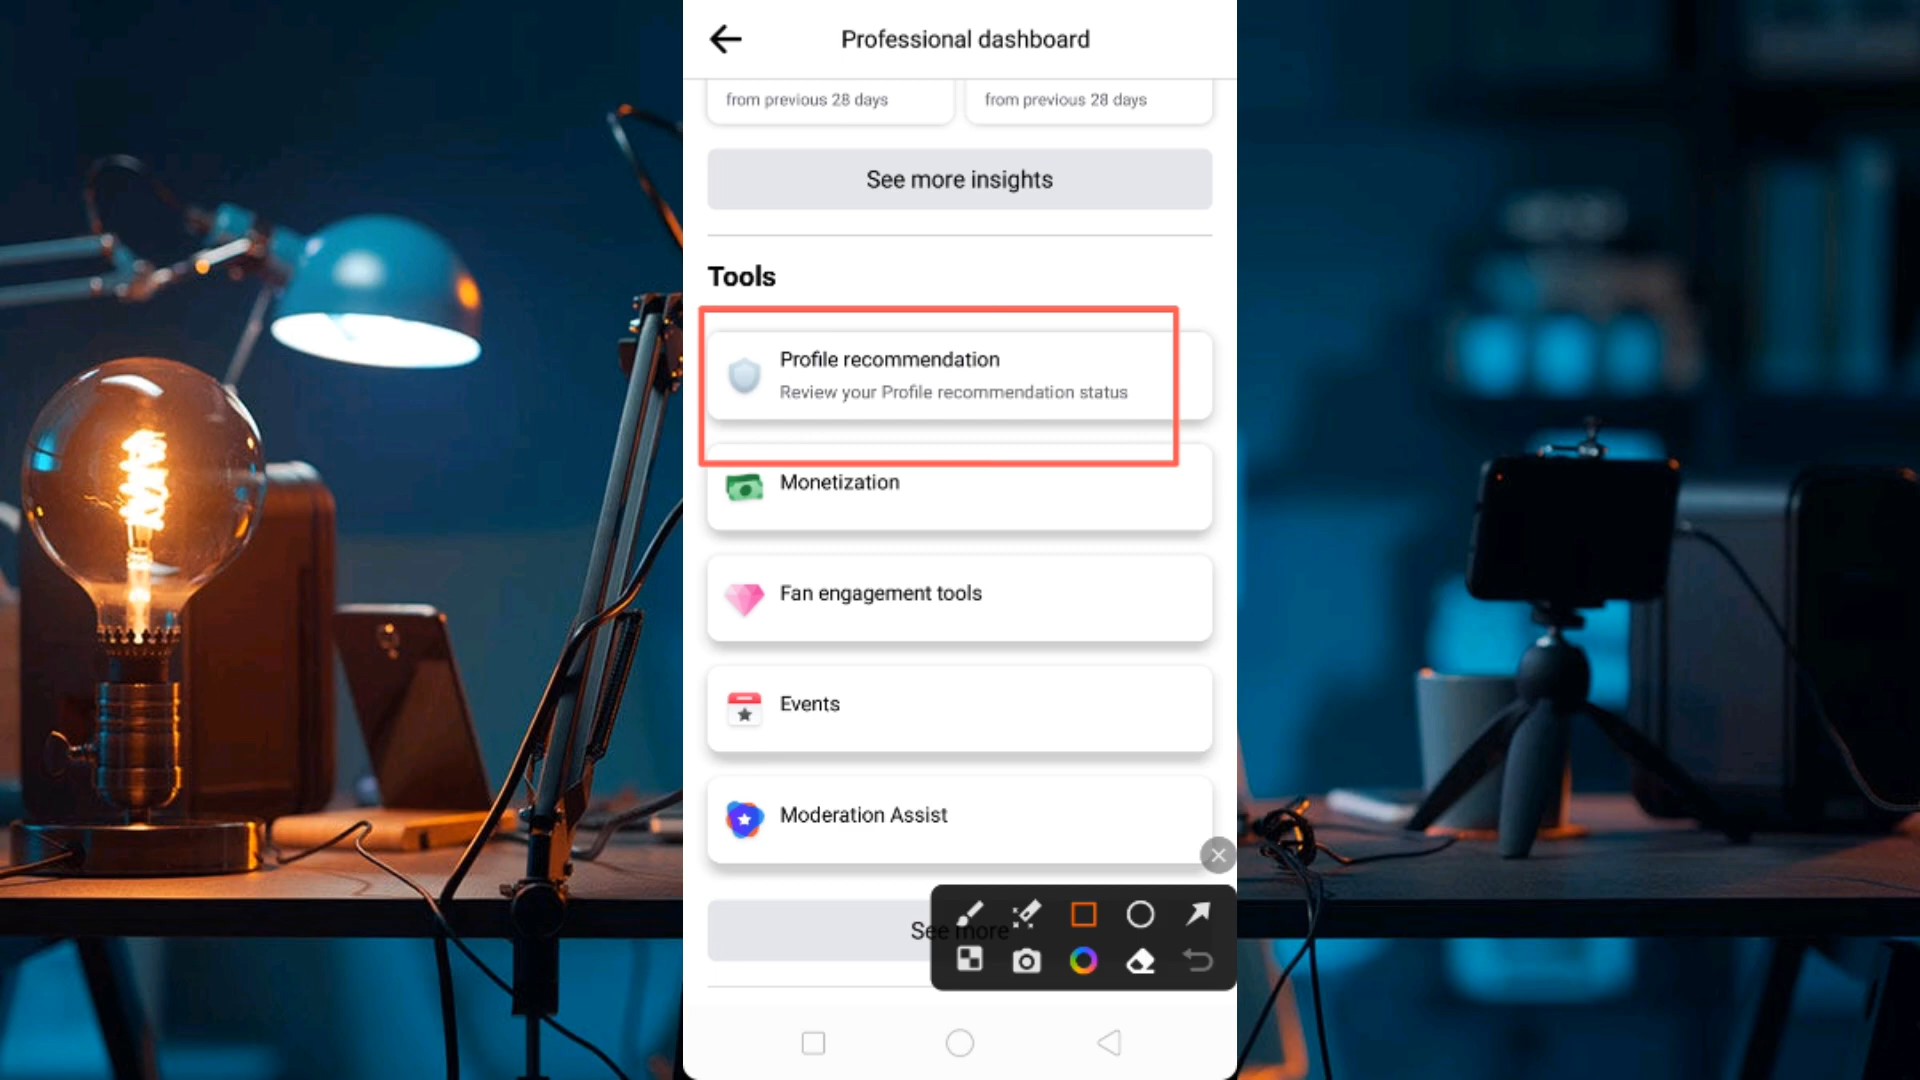 Professional dashboard
from previous 28 days
from previous 28 days
See more insights
Tools
Profile recommendation
Review your Profile recommendation status
Monetization
Fan engagement tools
Events
Moderation Assist
See more